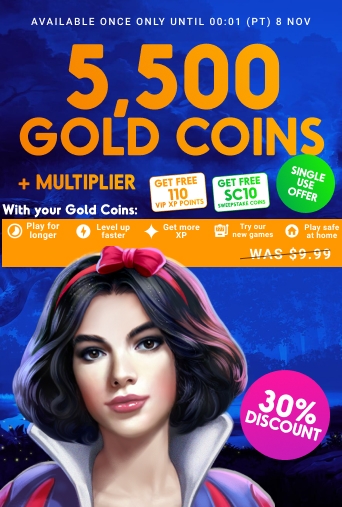 AVAILABLE ONCE ONLY UNTIL 00:01 (PT) 8 NOV
5,500
GOLD COINS
+ MULTIPLIER
GET FREE
110
VIP XP POINTS
GET FREE
SC10
SWEEPSTAKE COINS
SINGLE
USE
OFFER
With your Gold Coins:
Play for
longer
Level up
faster
Get more
XP
Try our
new games
Play safe
at home
WAS $9.99
30%
DISCOUNT